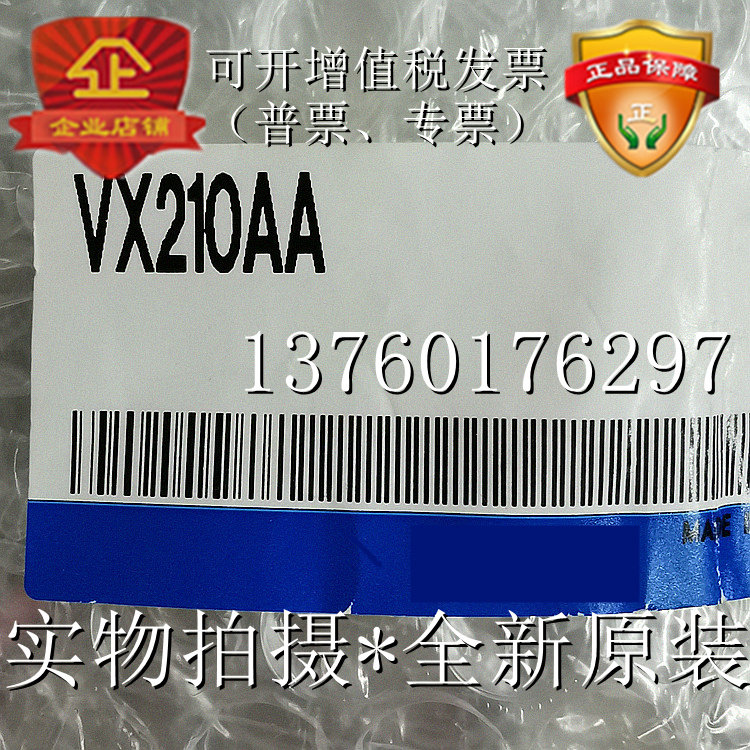 企
企业店铺
可开增值税发票
（普票、专票）
正品保障
正
VX210AA
13760176297
MADE
实物拍摄*全新原装